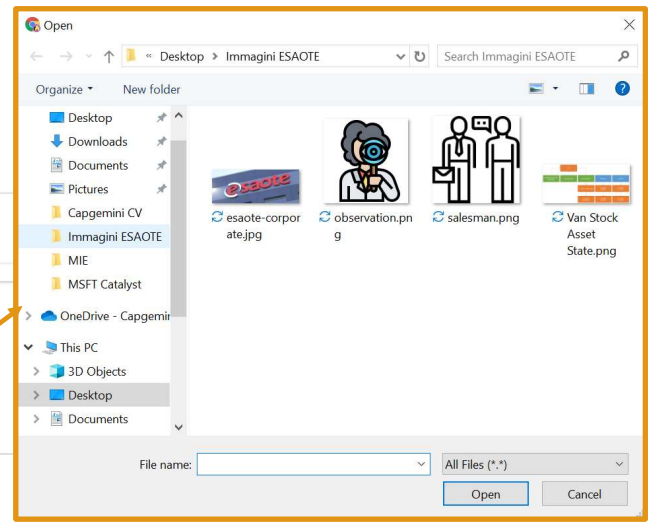 Open
« Desktop > Immagini ESAOTE
Search Immagini ESAOTE
Organize
New folder
?
Desktop
Downloads
Documents
Pictures
Capgemini CV
Immagini ESAOTE
MIE
MSFT Catalyst
OneDrive - Capgemin
This PC
3D Objects
Desktop
Documents
esaote
esaote-corpor
ate.jpg
observation.pn
g
salesman.png
Van Stock
Asset
State.png
File name:
All Files (*.*)
Open
Cancel